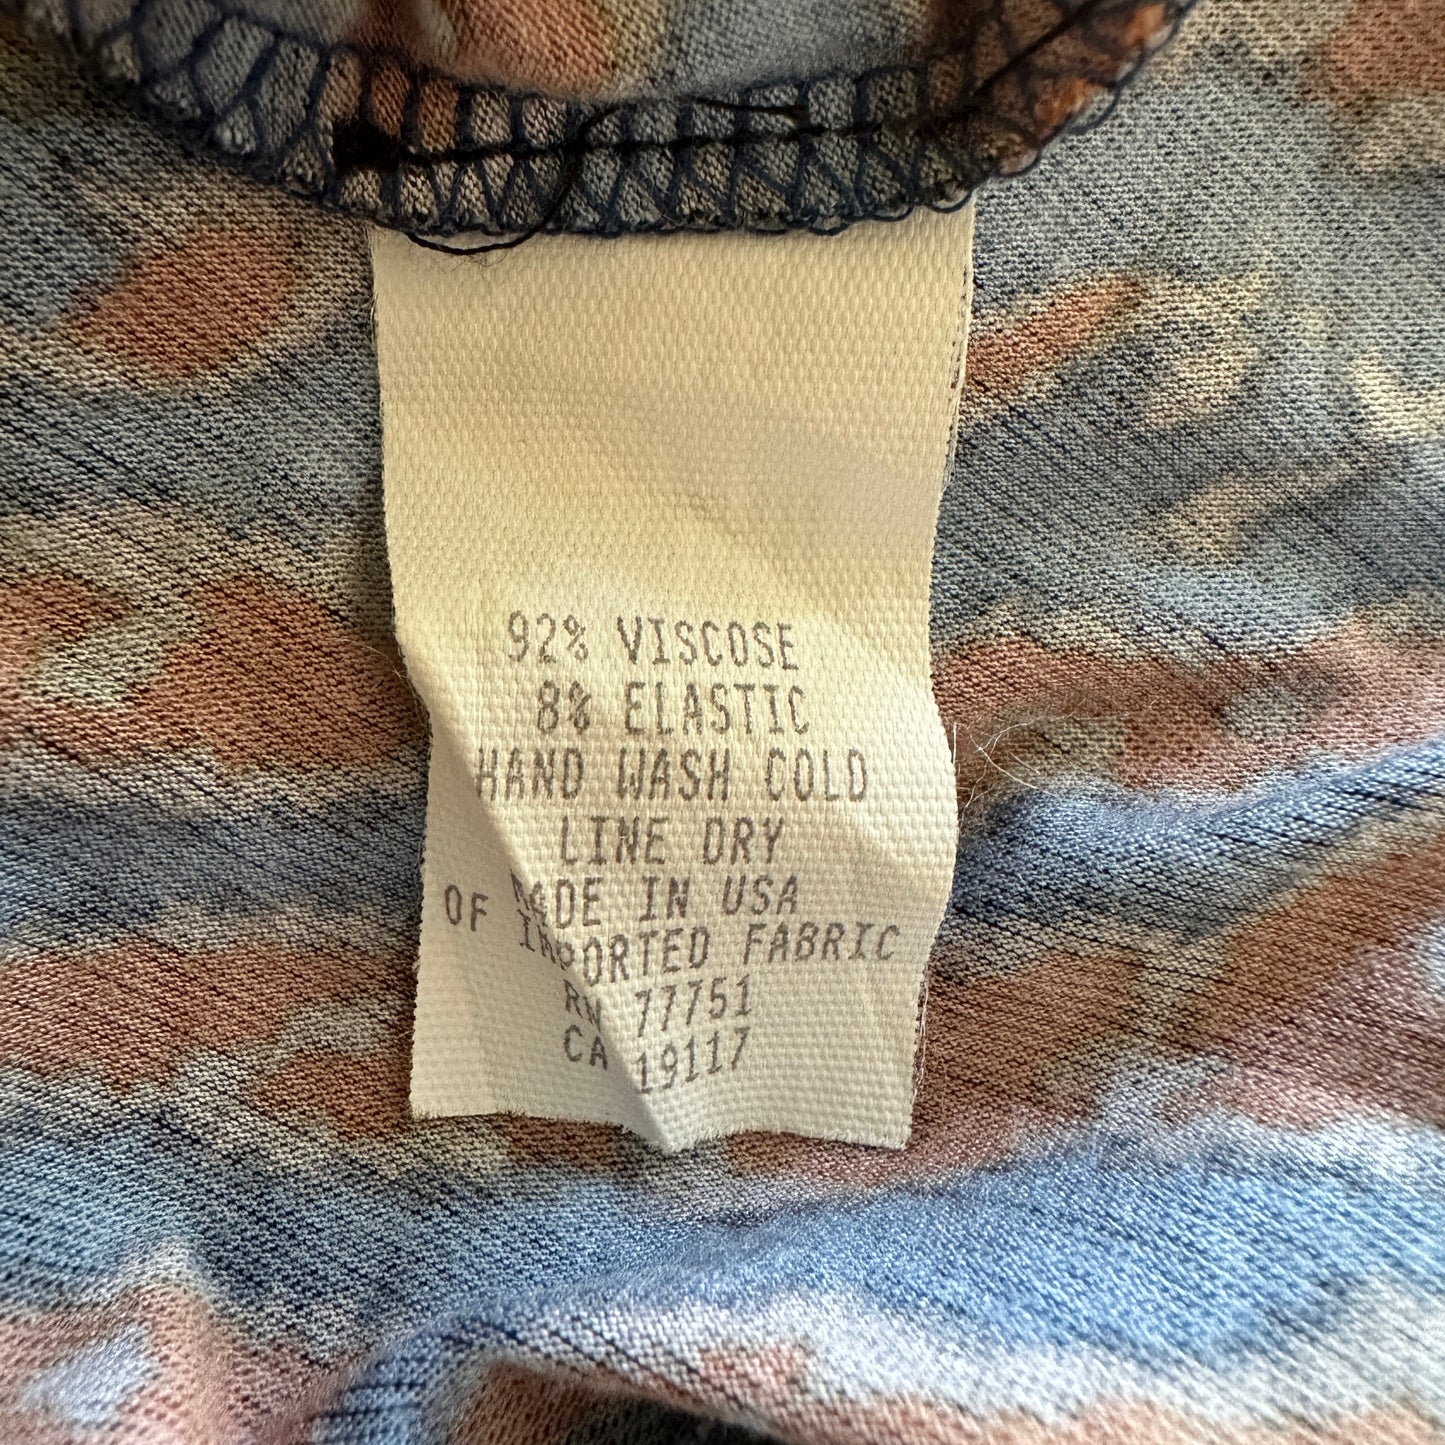 92% VISCOSE
8% ELASTIC
HAND WASH COLD
LINE DRY
MADE IN USA
OF IMPORTED FABRIC
RN 77751
CA 19117